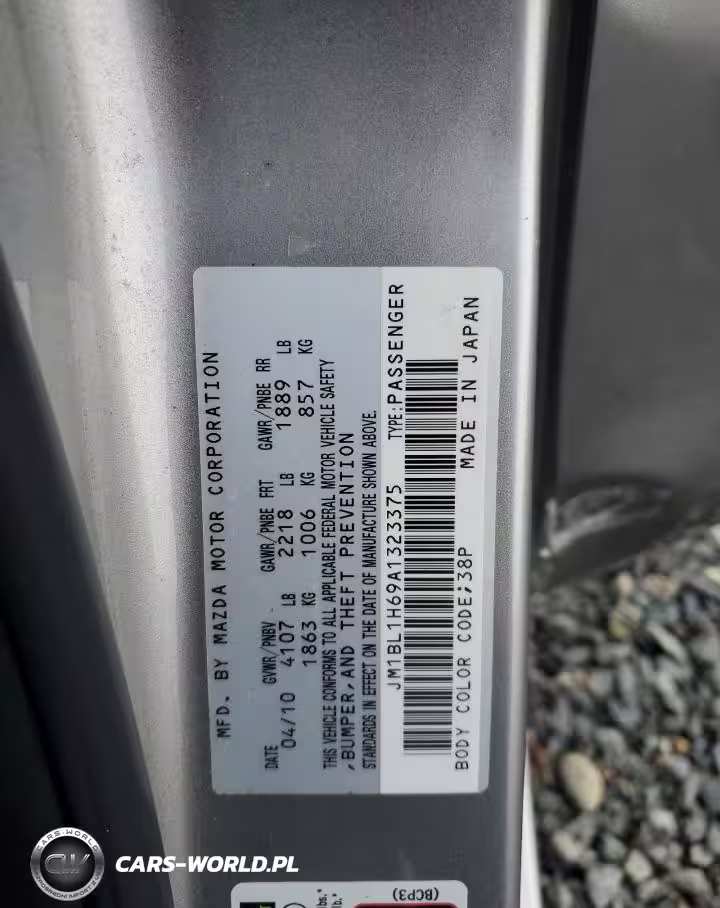 MFD. BY MAZDA MOTOR CORPORATION
DATE GVWR/PNBV GAWR/PNBE FRT GAWR/PNBE RR
04/10 4107 LB 2218 LB 1889 LB
1863 KG 1006 KG 857 KG
THIS VEHICLE CONFORMS TO ALL APPLICABLE FEDERAL MOTOR VEHICLE SAFETY
,BUMPER,AND THEFT PREVENTION
STANDARDS IN EFFECT ON THE DATE OF MANUFACTURE SHOWN ABOVE.
JM1BL1H69A1323375 TYPE:PASSENGER
BODY COLOR CODE;38P MADE IN JAPAN
(BCP3)
CARS-WORLD
CW
CARS-WORLD.PL